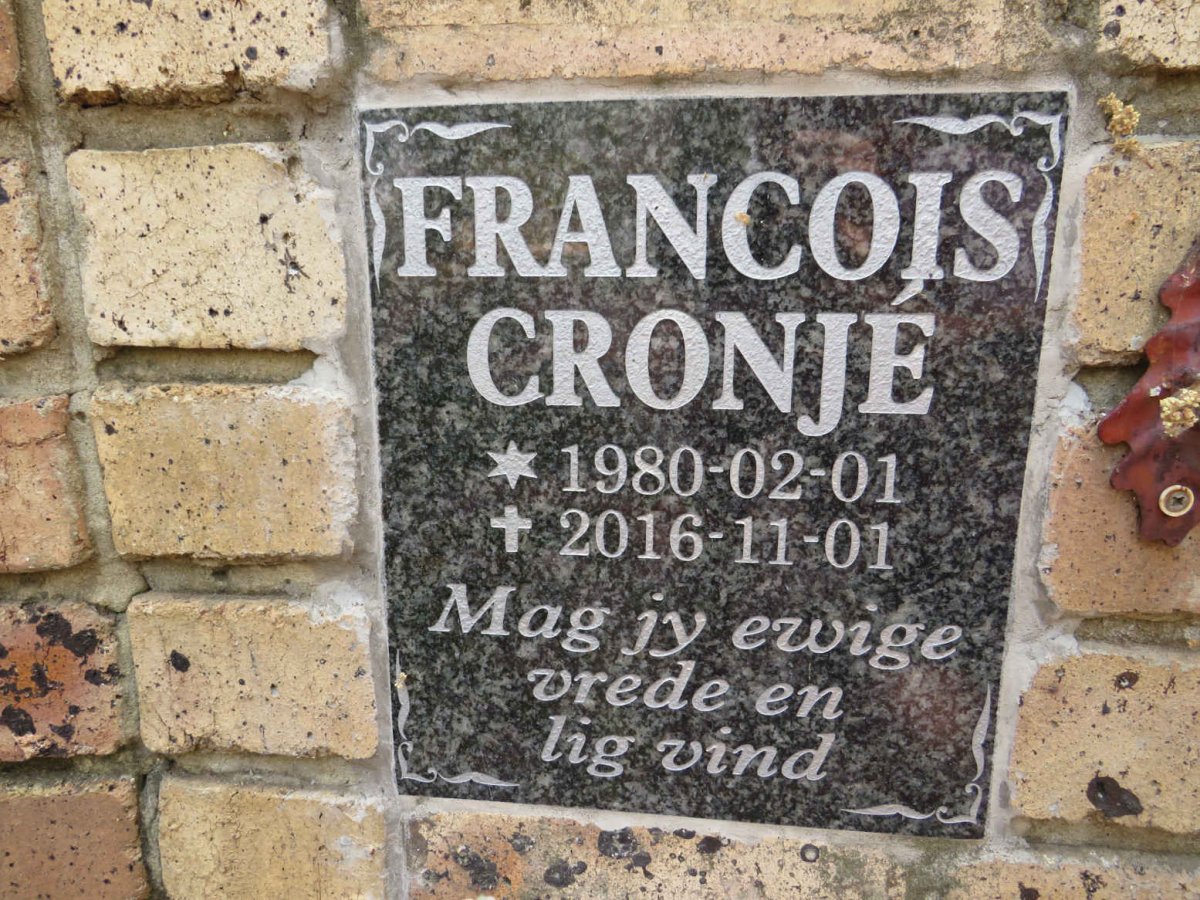 FRANCOIS
CRONJÉ
✶ 1980-02-01
✝ 2016-11-01
Mag jy ewige
vrede en
lig vind